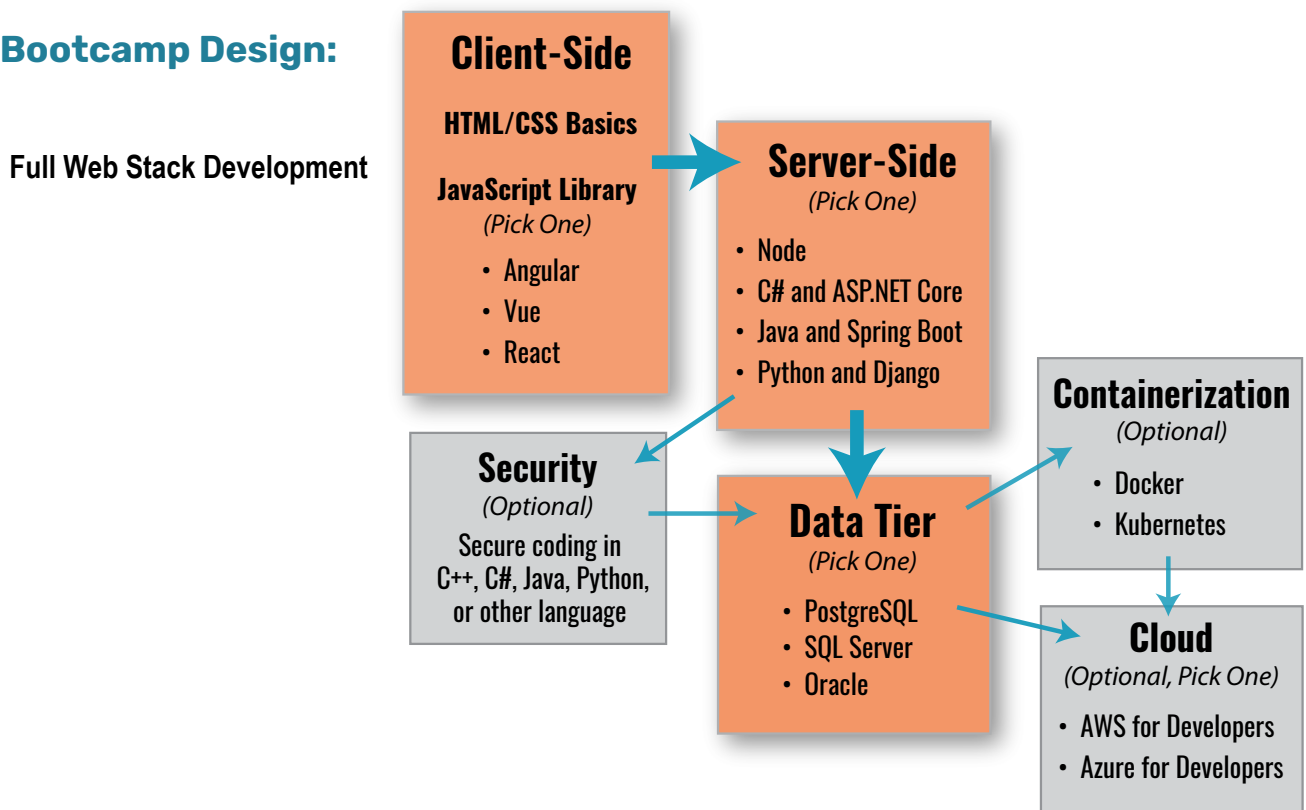 Bootcamp Design:
Full Web Stack Development
Client-Side
HTML/CSS Basics
JavaScript Library
(Pick One)
• Angular
• Vue
• React
Server-Side
(Pick One)
• Node
• C# and ASP.NET Core
• Java and Spring Boot
• Python and Django
Security
(Optional)
Secure coding in
C++, C#, Java, Python,
or other language
Data Tier
(Pick One)
• PostgreSQL
• SQL Server
• Oracle
Containerization
(Optional)
• Docker
• Kubernetes
Cloud
(Optional, Pick One)
• AWS for Developers
• Azure for Developers